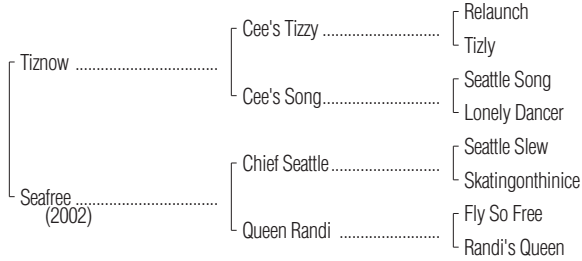 Relaunch
Cee's Tizzy ..............................
Tizly
Tiznow .....................................
Seattle Song
Cee's Song..............................
Lonely Dancer
Seattle Slew
Chief Seattle............................
Skatingonthinice
Seafree .....................................
(2002)
Fly So Free
Queen Randi ..........................
Randi's Queen